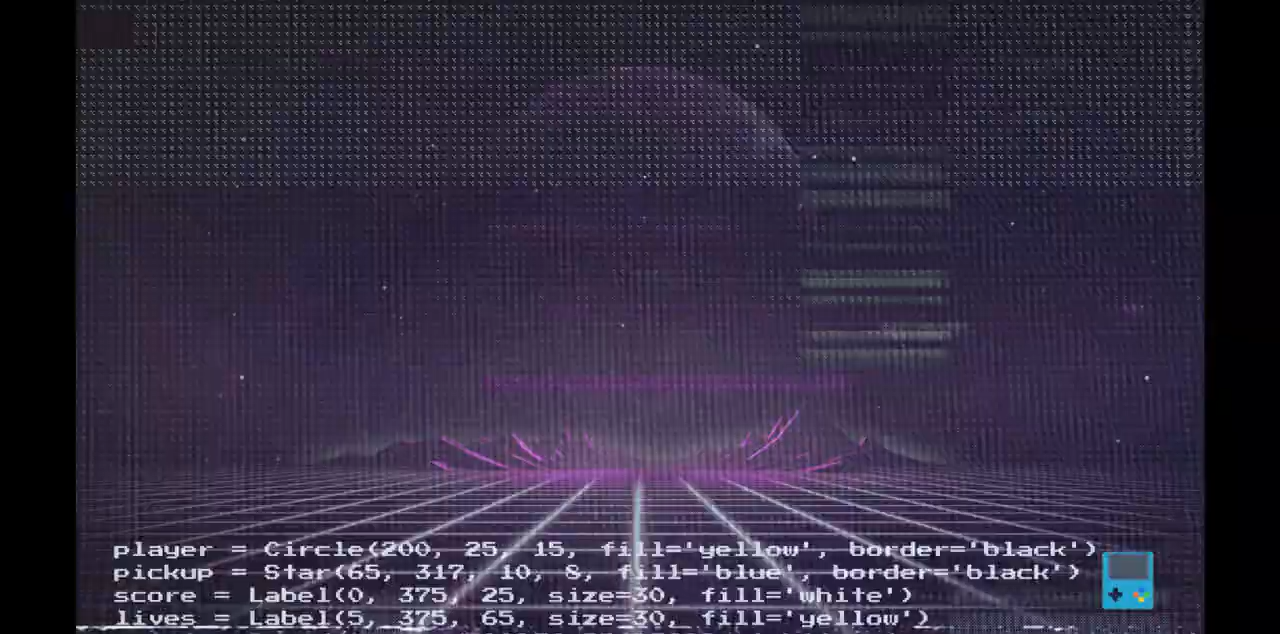 player = Circle(200, 25, 15, fill='yellow', border='black')
pickup = Star(65, 317, 10, 8, fill='blue', border='black')
score = Label(0, 375, 25, size=30, fill='white')
lives = Label(5, 375, 65, size=30, fill='yellow')